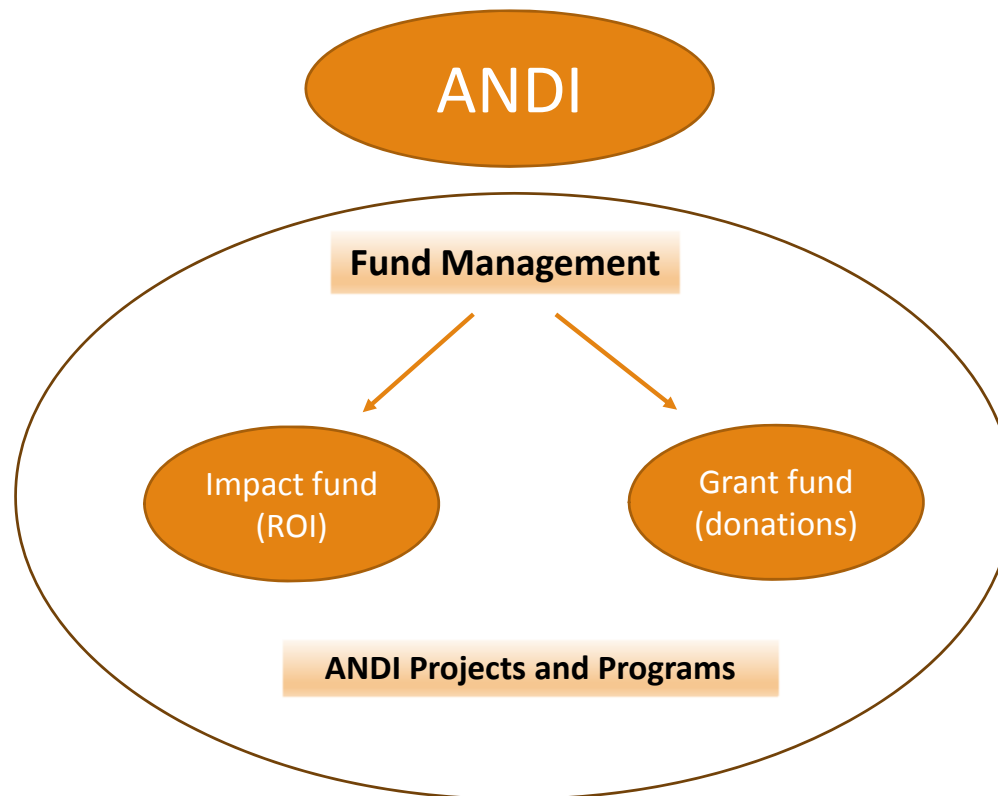 ANDI
Fund Management
Impact fund
(ROI)
Grant fund
(donations)
ANDI Projects and Programs